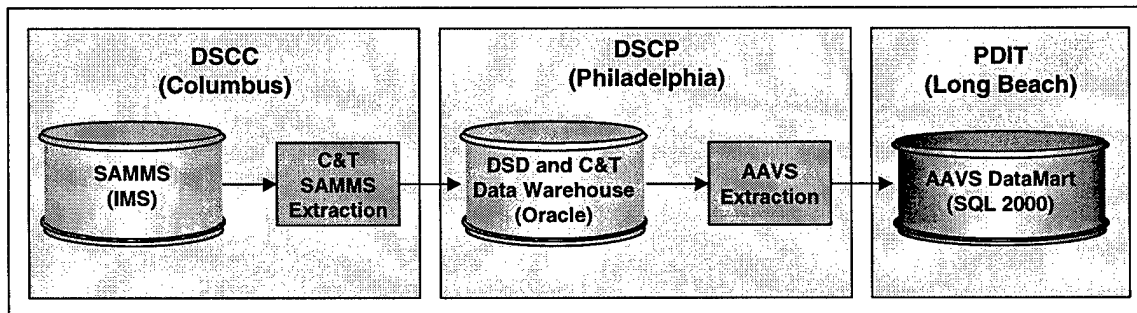 DSCC
(Columbus)
SAMMS
(IMS)
C&T
SAMMS
Extraction
DSCP
(Philadelphia)
DSD and C&T
Data Warehouse
(Oracle)
AAVS
Extraction
PDIT
(Long Beach)
AAVS DataMart
(SQL 2000)